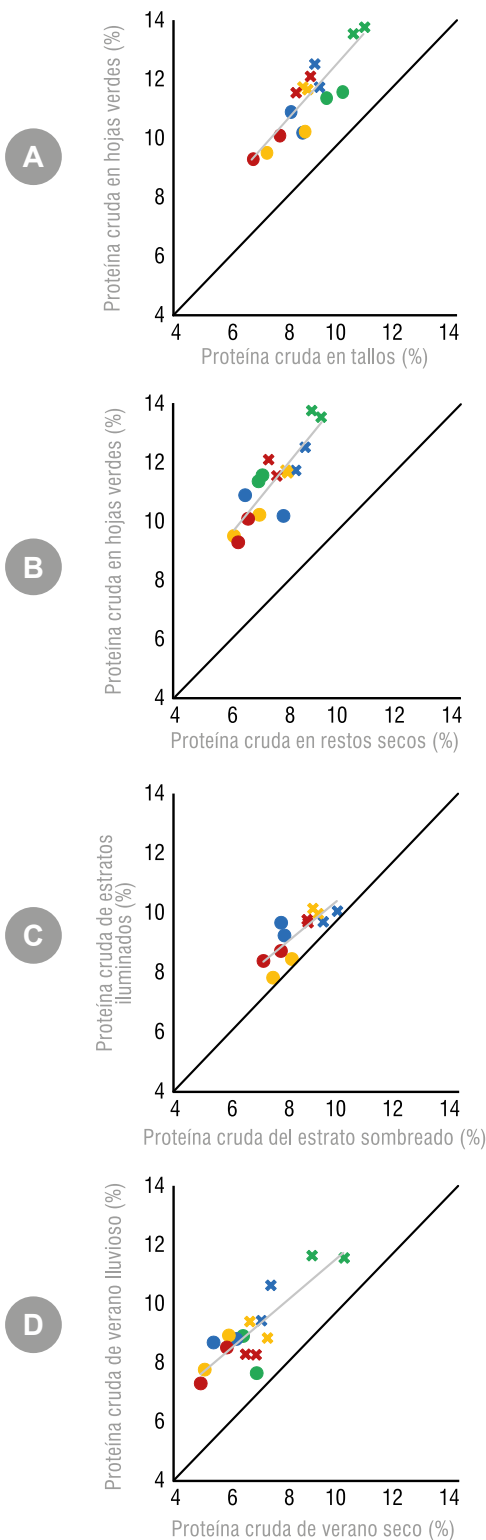 A
Proteína cruda en hojas verdes (%)
14
12
10
8
6
4
4 6 8 10 12 14
Proteína cruda en tallos (%)
B
Proteína cruda en hojas verdes (%)
14
12
10
8
6
4
4 6 8 10 12 14
Proteína cruda en restos secos (%)
C
Proteína cruda de estratos
iluminados (%)
14
12
10
8
6
4
4 6 8 10 12 14
Proteína cruda del estrato sombreado (%)
D
Proteína cruda de verano lluvioso (%)
14
12
10
8
6
4
4 6 8 10 12 14
Proteína cruda de verano seco (%)